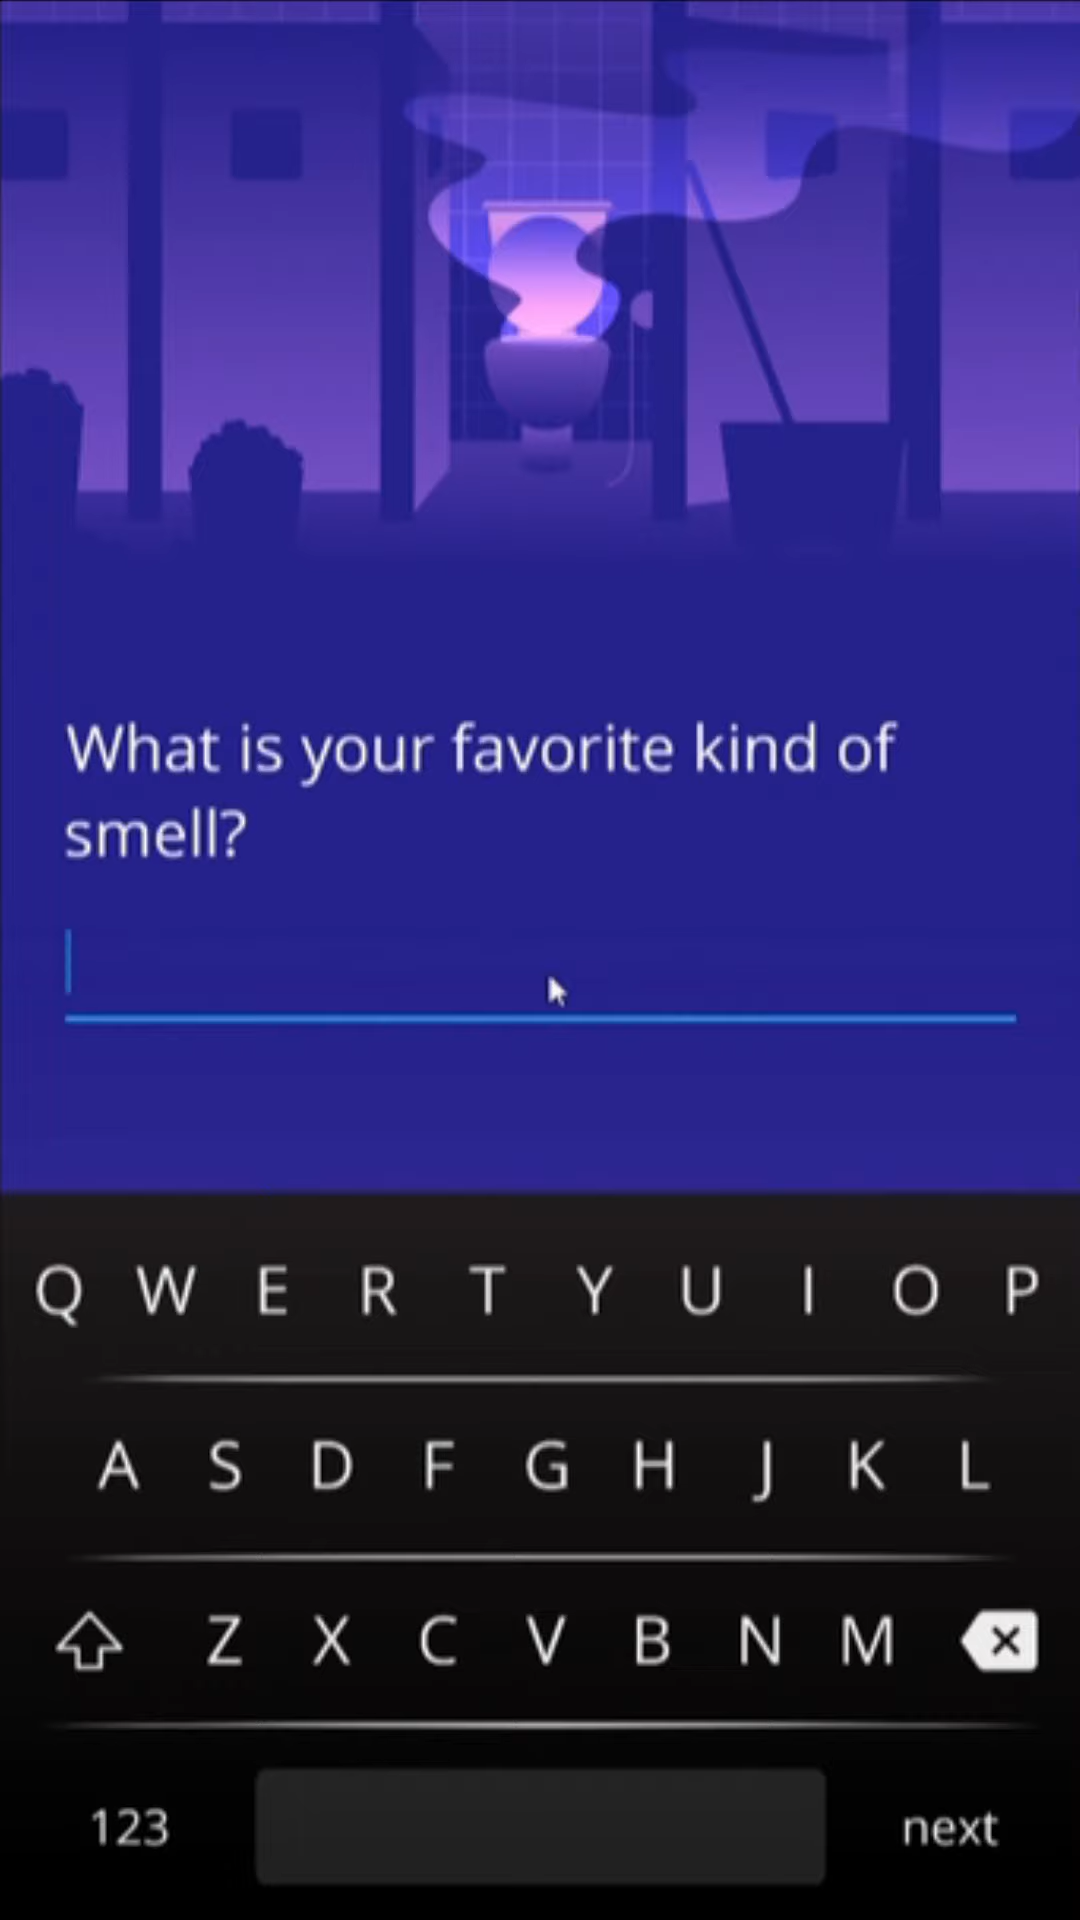 What is your favorite kind of
smell?
Q W E R T Y U I O P
A S D F G H J K L
Z X C V B N M
123 next